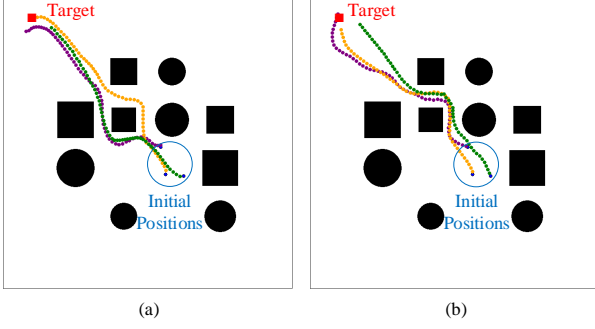 Target
Target
Initial
Positions
Initial
Positions
(a)
(b)